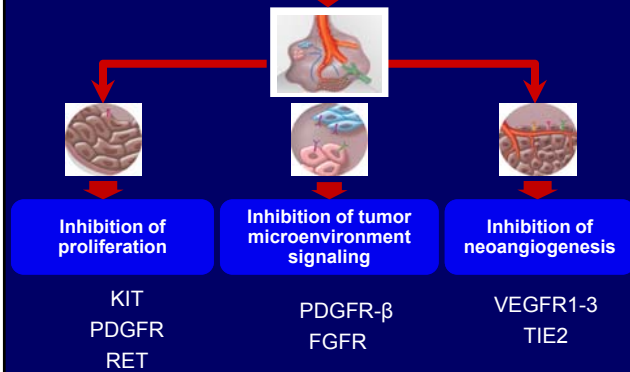 Inhibition of
proliferation
Inhibition of tumor
microenvironment
signaling
Inhibition of
neoangiogenesis
KIT
PDGFR
RET
PDGFR-β
FGFR
VEGFR1-3
TIE2